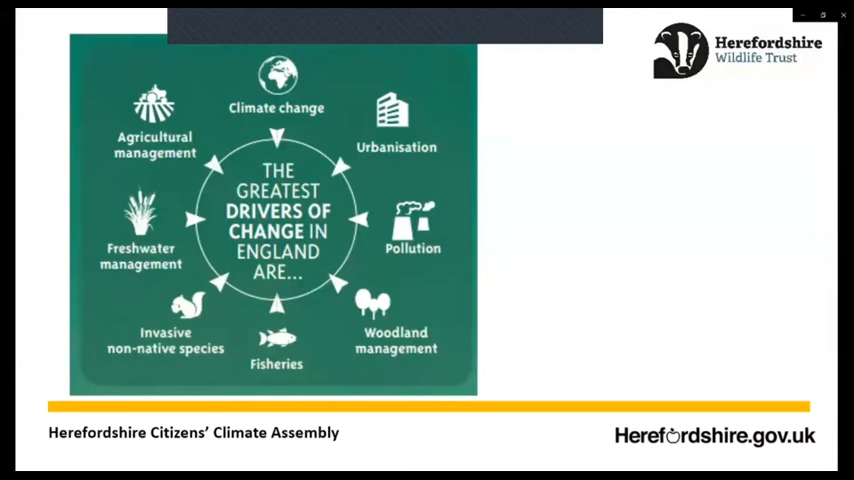 Herefordshire
Wildlife Trust
Climate change
Urbanisation
Pollution
Woodland
management
Fisheries
Invasive
non-native species
Freshwater
management
Agricultural
management
THE
GREATEST
DRIVERS OF
CHANGE IN
ENGLAND
ARE...
Herefordshire Citizens' Climate Assembly
Herefordshire.gov.uk